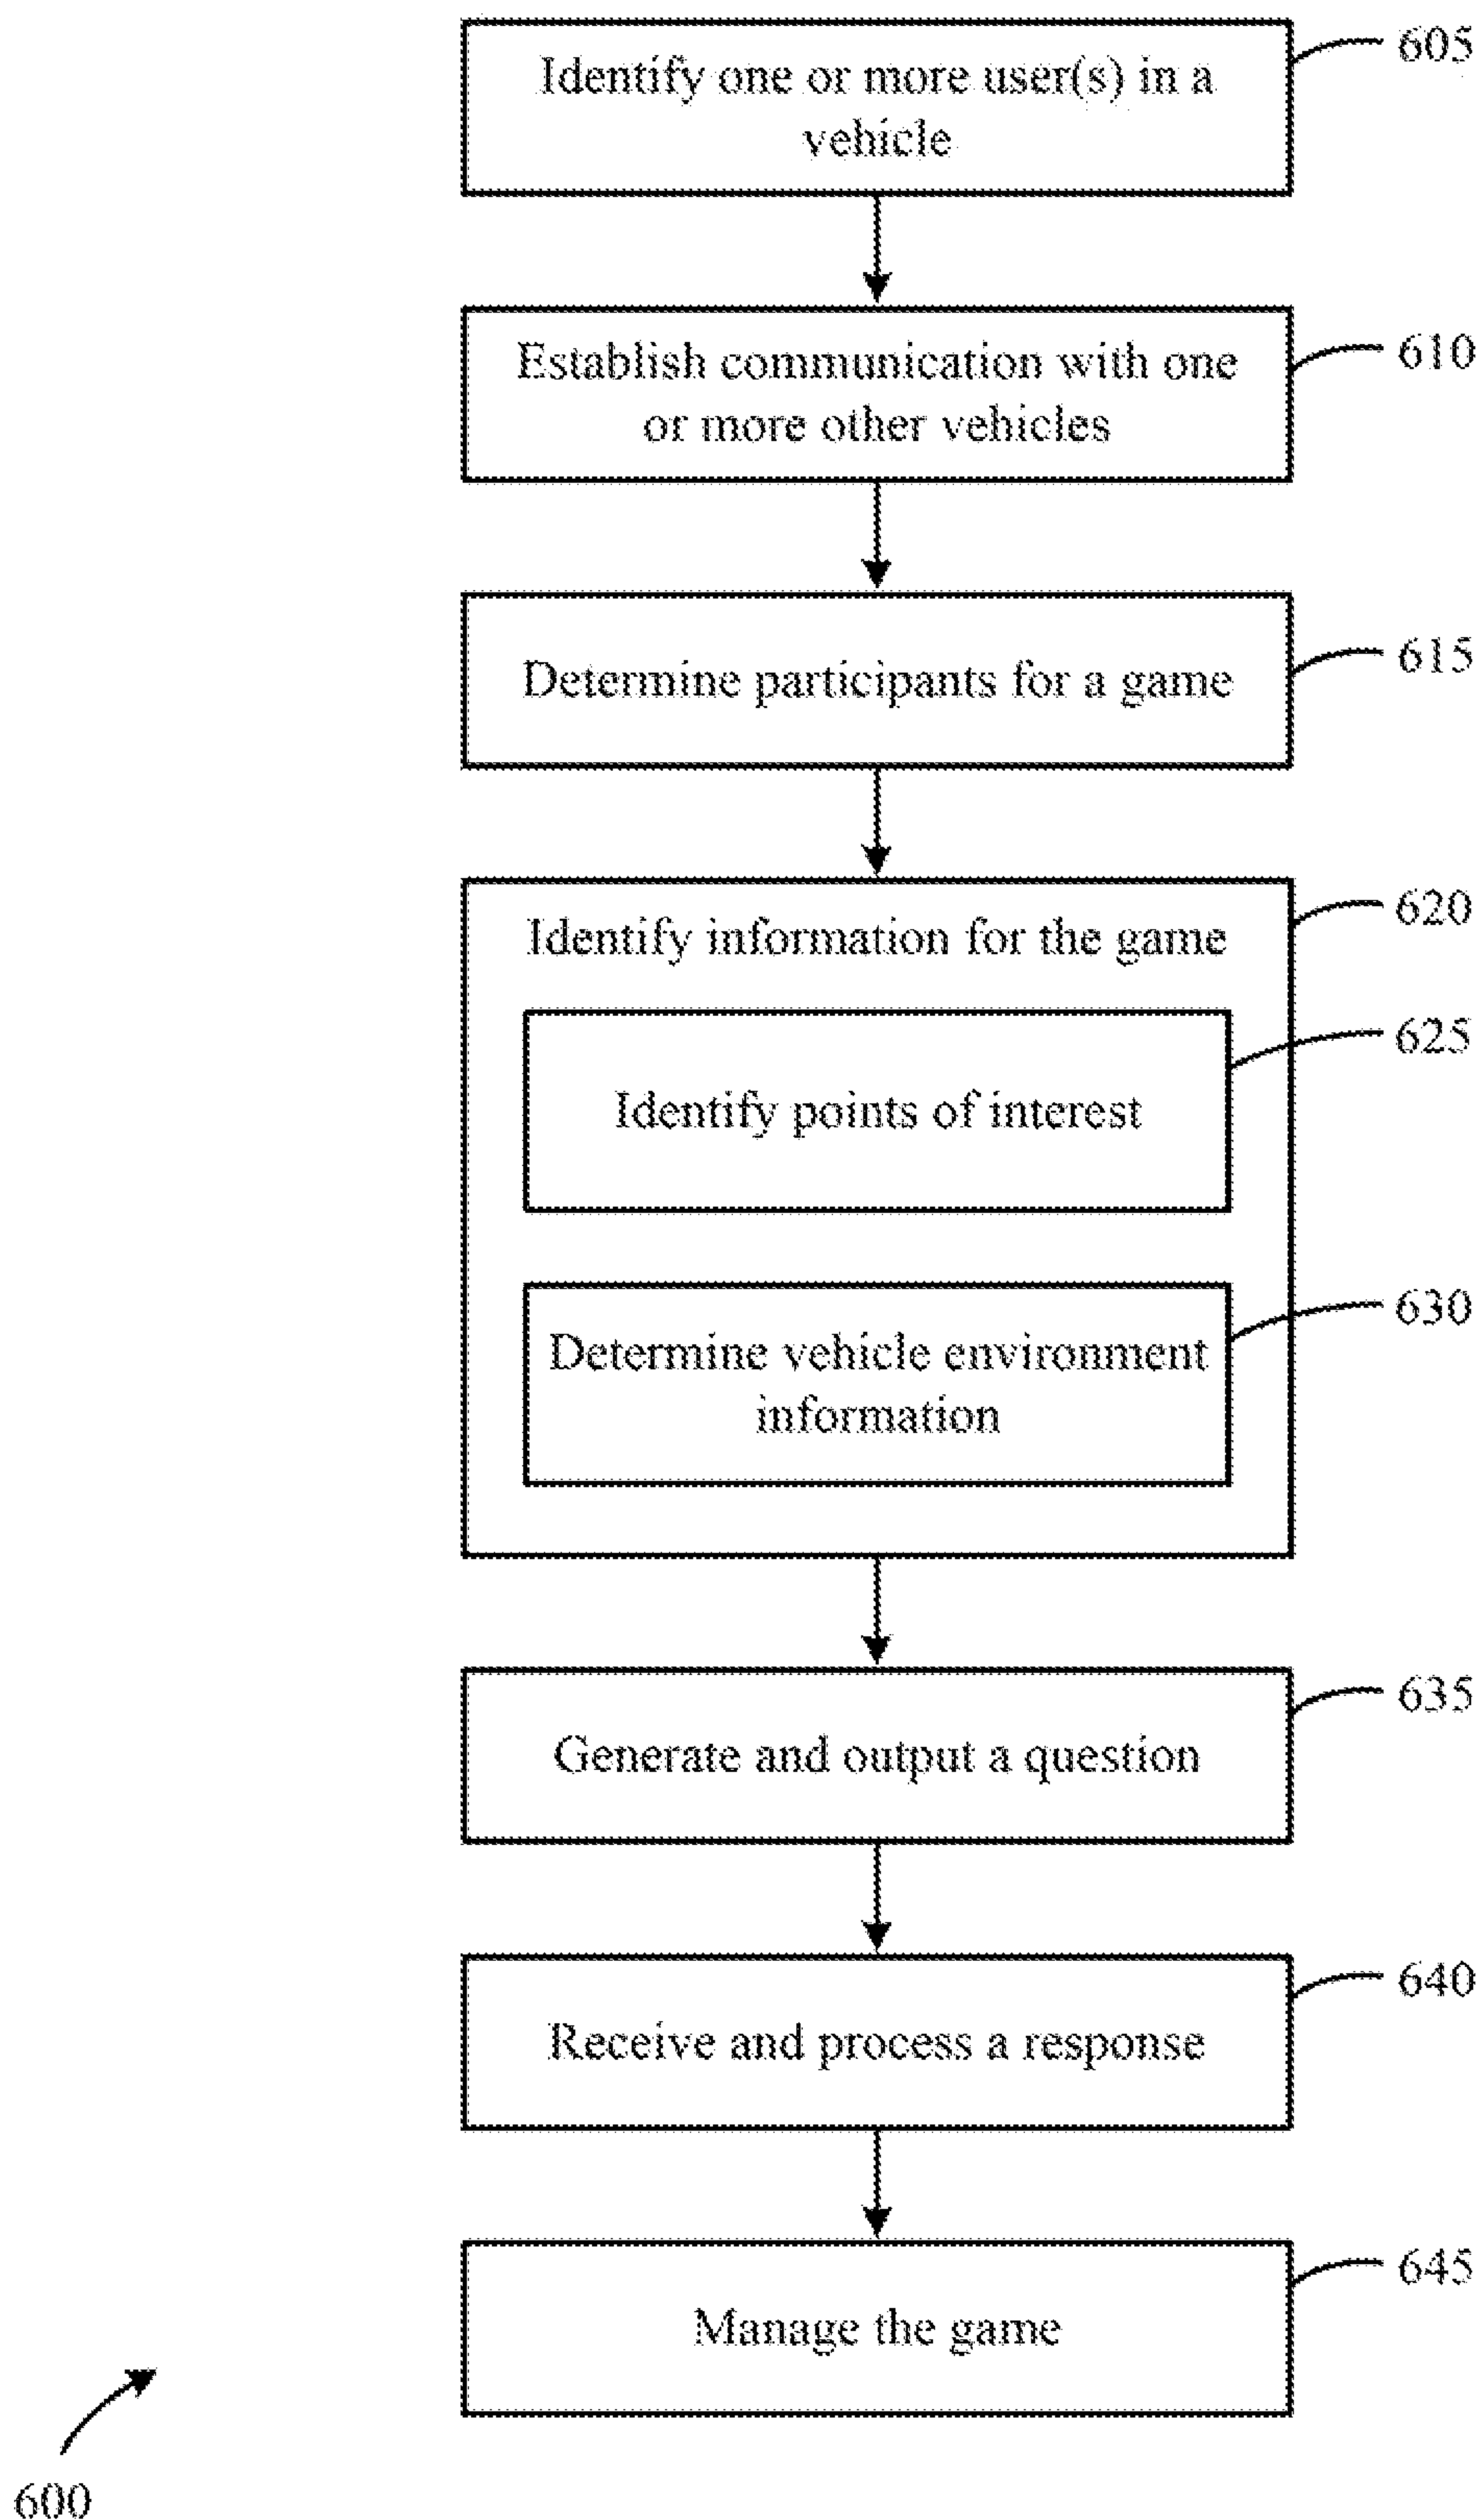 605
Identify one or more user(s) in a
vehicle
610
Establish communication with one
or more other vehicles
615
Determine participants for a game
620
Identify information for the game
625
Identify points of interest
630
Determine vehicle environment
information
635
Generate and output a question
640
Receive and process a response
645
Manage the game
600